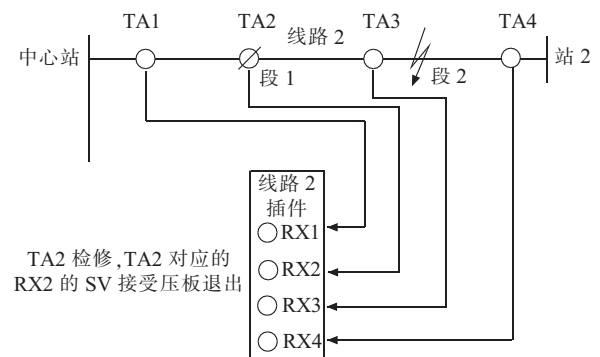 TA1
TA2
TA3
TA4
中心站
线路 2
段 1
段 2
站 2
线路 2
插件
RX1
RX2
RX3
RX4
TA2 检修,TA2 对应的
RX2 的 SV 接受压板退出